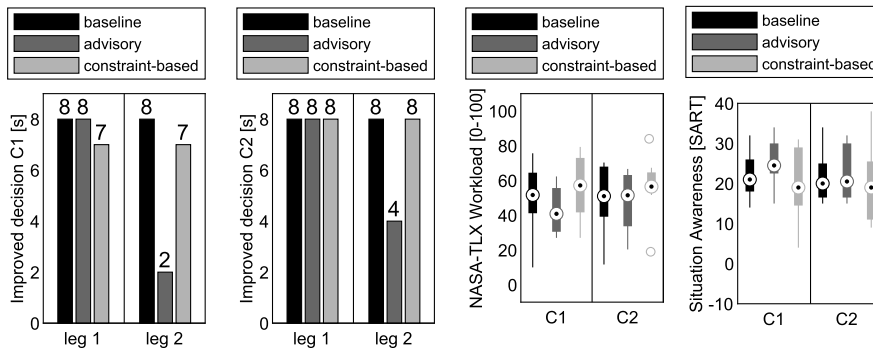 baseline
advisory
constraint-based
Improved decision C1 [s]
8
6
4
2
0
8 8 7
8 2 7
leg 1 leg 2
baseline
advisory
constraint-based
Improved decision C2 [s]
8
6
4
2
0
8 8 8
8 4 8
leg 1 leg 2
baseline
advisory
constraint-based
NASA-TLX Workload [0-100]
100
80
60
40
20
0
C1 C2
baseline
advisory
constraint-based
Situation Awareness [SART]
40
30
20
10
0
-10
C1 C2